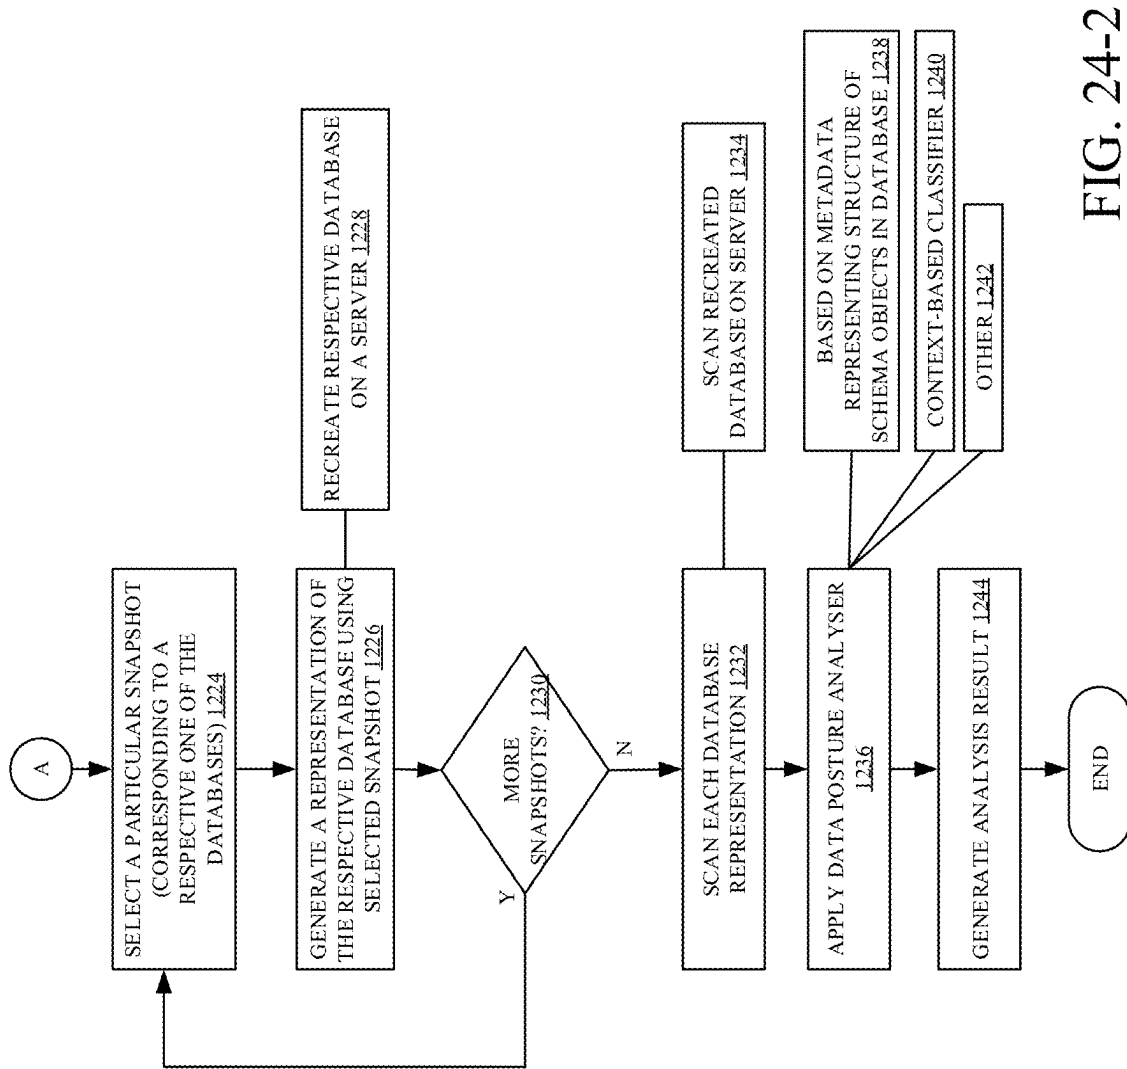 A
SELECT A PARTICULAR SNAPSHOT
(CORRESPONDING TO A
RESPECTIVE ONE OF THE
DATABASES) 1224
GENERATE A REPRESENTATION OF
THE RESPECTIVE DATABASE USING
SELECTED SNAPSHOT 1226
RECREATE RESPECTIVE DATABASE
ON A SERVER 1228
MORE
SNAPSHOTS? 1230
Y
N
SCAN EACH DATABASE
REPRESENTATION 1232
SCAN RECREATED
DATABASE ON SERVER 1234
APPLY DATA POSTURE ANALYSER
1236
BASED ON METADATA
REPRESENTING STRUCTURE OF
SCHEMA OBJECTS IN DATABASE 1238
CONTEXT-BASED CLASSIFIER 1240
OTHER 1242
GENERATE ANALYSIS RESULT 1244
END
FIG. 24-2